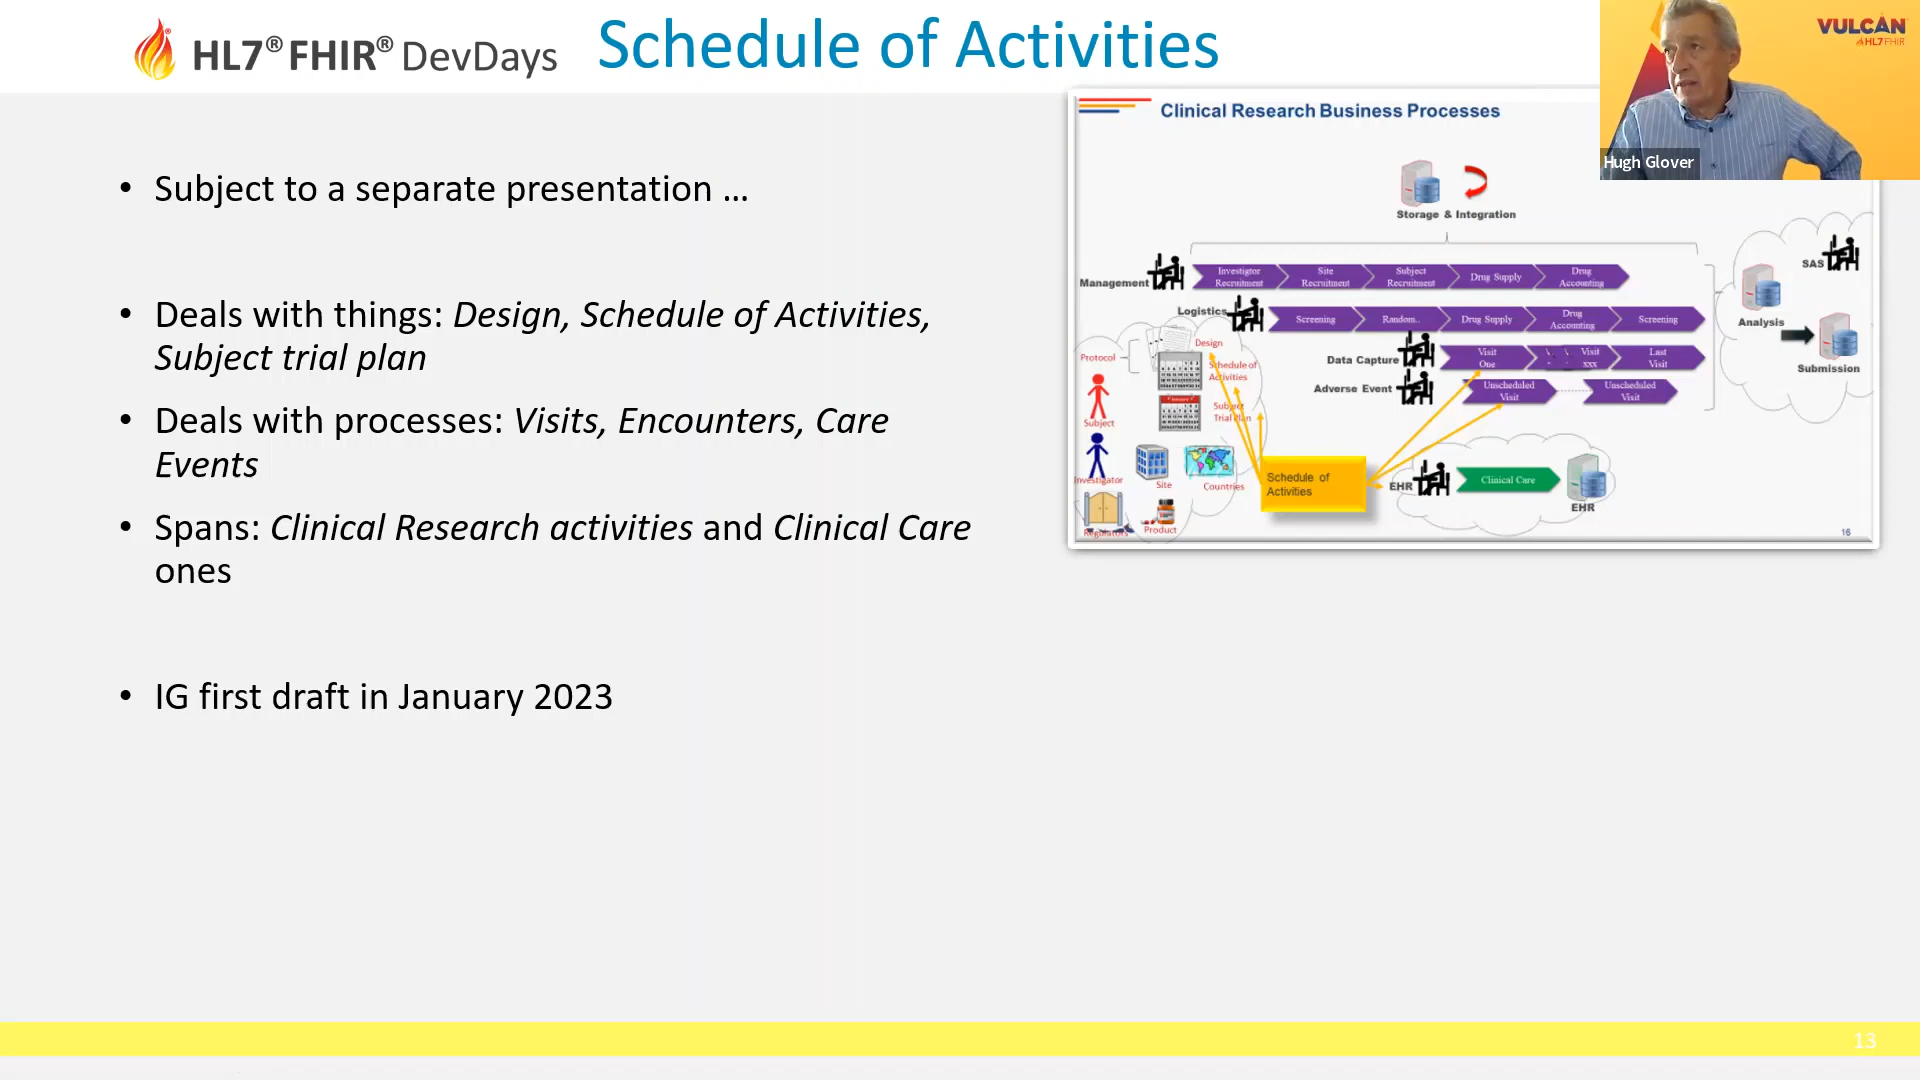 HL7® FHIR® DevDays
Schedule of Activities
VULCAN
HL7 FHIR
Hugh Glover
• Subject to a separate presentation ...
• Deals with things: Design, Schedule of Activities,
Subject trial plan
• Deals with processes: Visits, Encounters, Care
Events
• Spans: Clinical Research activities and Clinical Care
ones
• IG first draft in January 2023
Clinical Research Business Processes
Storage & Integration
Management
Investigtor
Recruitment
Site
Recruitment
Subject
Recruitment
Drug Supply
Drug
Accounting
Logistics
Screening
Random..
Drug Supply
Drug
Accounting
Screening
Data Capture
Visit
One
Visit
xxx
Last
Visit
Adverse Event
Unscheduled
Visit
Unscheduled
Visit
Protocol
Design
Schedule of
Activities
Subject
Trial Plan
Subject
Investigator
Site
Countries
Regulators
Product
Schedule of
Activities
EHR
Clinical Care
EHR
SAS
Analysis
Submission
16
13